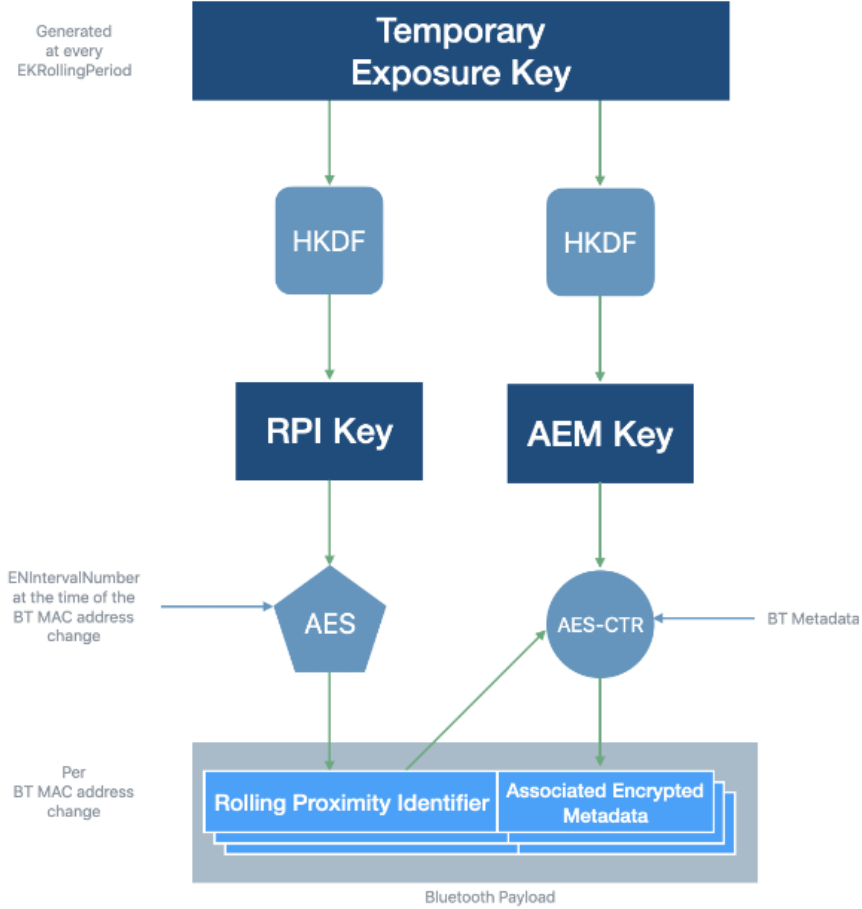 Generated
at every
EKRollingPeriod
Temporary
Exposure Key
HKDF
HKDF
RPI Key
AEM Key
ENIntervalNumber
at the time of the
BT MAC address
change
AES
AES-CTR
BT Metadata
Per
BT MAC address
change
Rolling Proximity Identifier
Associated Encrypted
Metadata
Bluetooth Payload